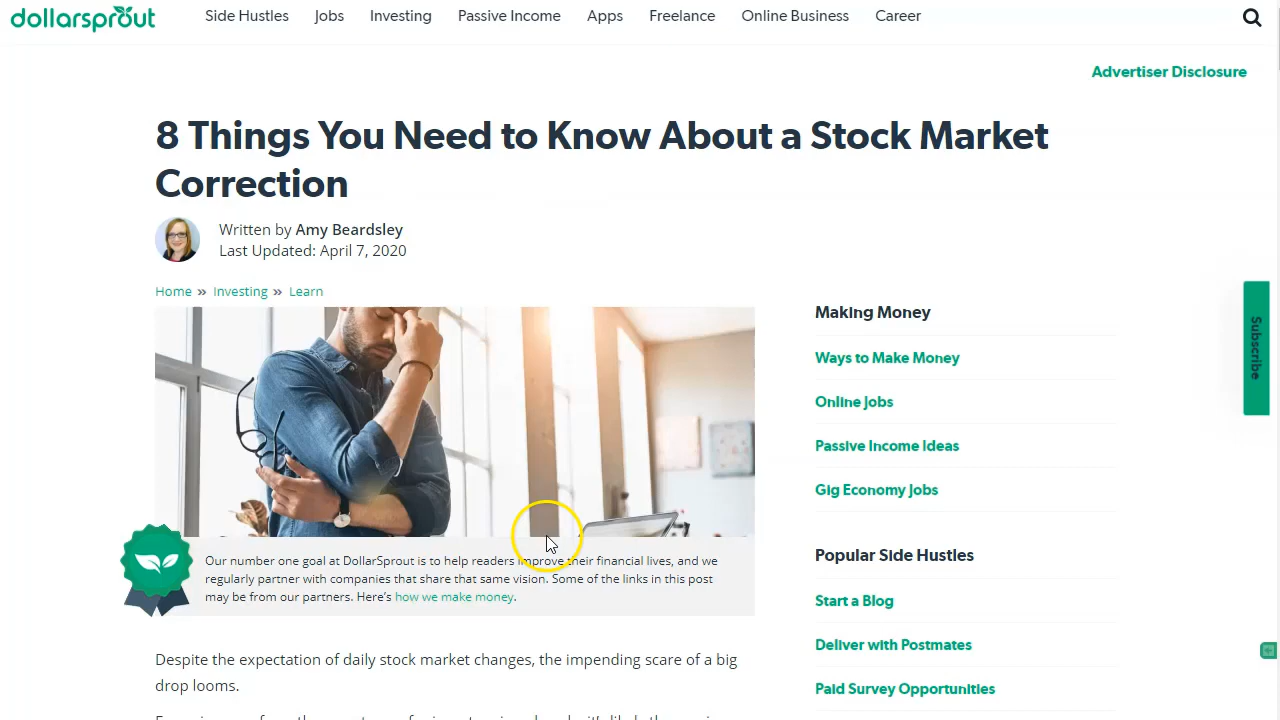 dollarsprout
Side Hustles Jobs Investing Passive Income Apps Freelance Online Business Career
Advertiser Disclosure
8 Things You Need to Know About a Stock Market
Correction
Written by Amy Beardsley
Last Updated: April 7, 2020
Home » Investing » Learn
Our number one goal at DollarSprout is to help readers improve their financial lives, and we
regularly partner with companies that share that same vision. Some of the links in this post
may be from our partners. Here's how we make money.
Despite the expectation of daily stock market changes, the impending scare of a big
drop looms.
Making Money
Ways to Make Money
Online Jobs
Passive Income Ideas
Gig Economy Jobs
Popular Side Hustles
Start a Blog
Deliver with Postmates
Paid Survey Opportunities
Subscribe